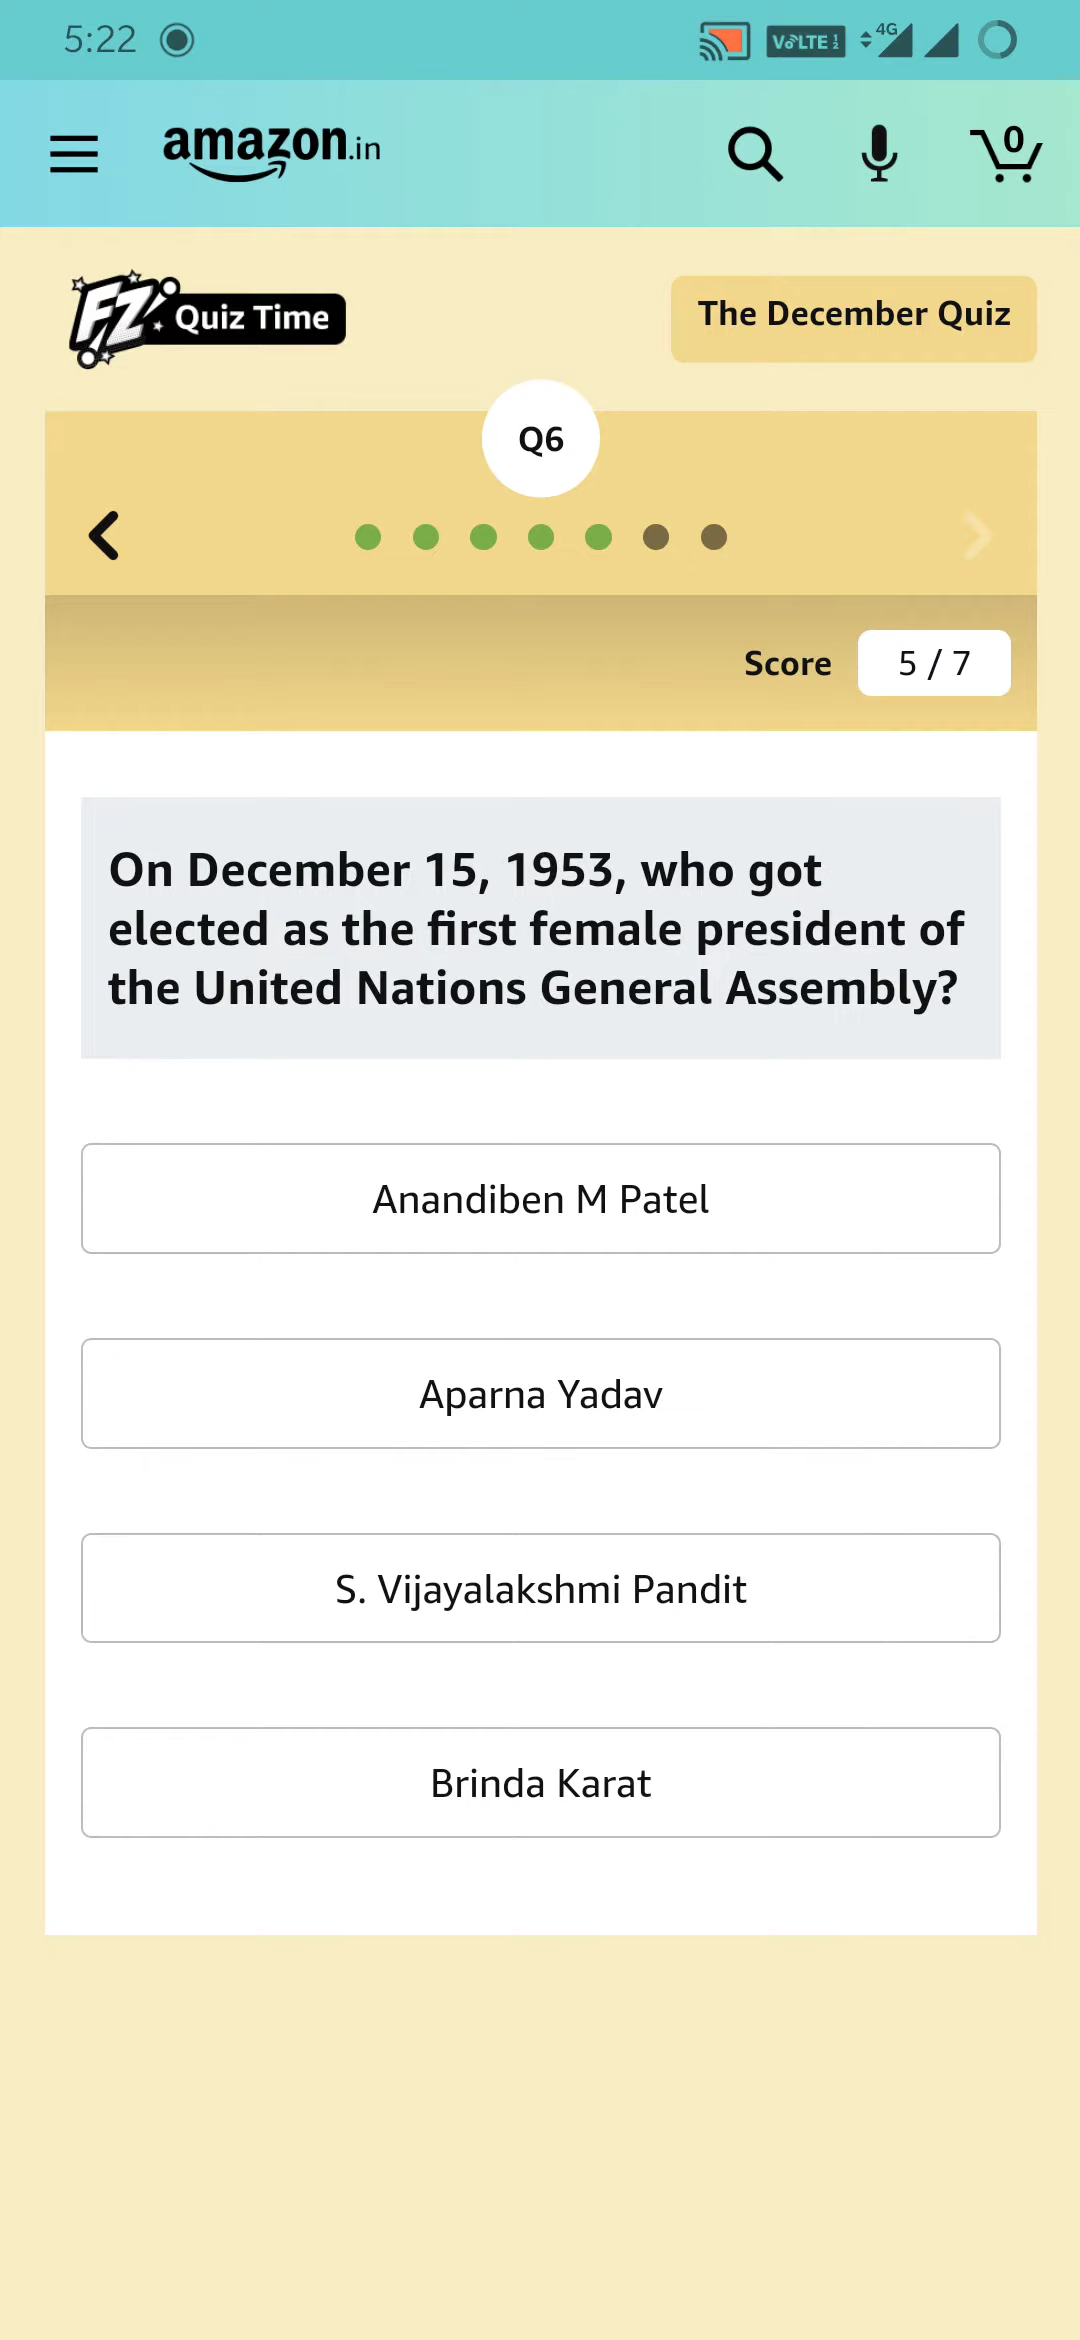 5:22
VoLTE 1 2 4G
amazon.in
0
FZ Quiz Time
The December Quiz
Q6
Score 5 / 7
On December 15, 1953, who got
elected as the first female president of
the United Nations General Assembly?
Anandiben M Patel
Aparna Yadav
S. Vijayalakshmi Pandit
Brinda Karat